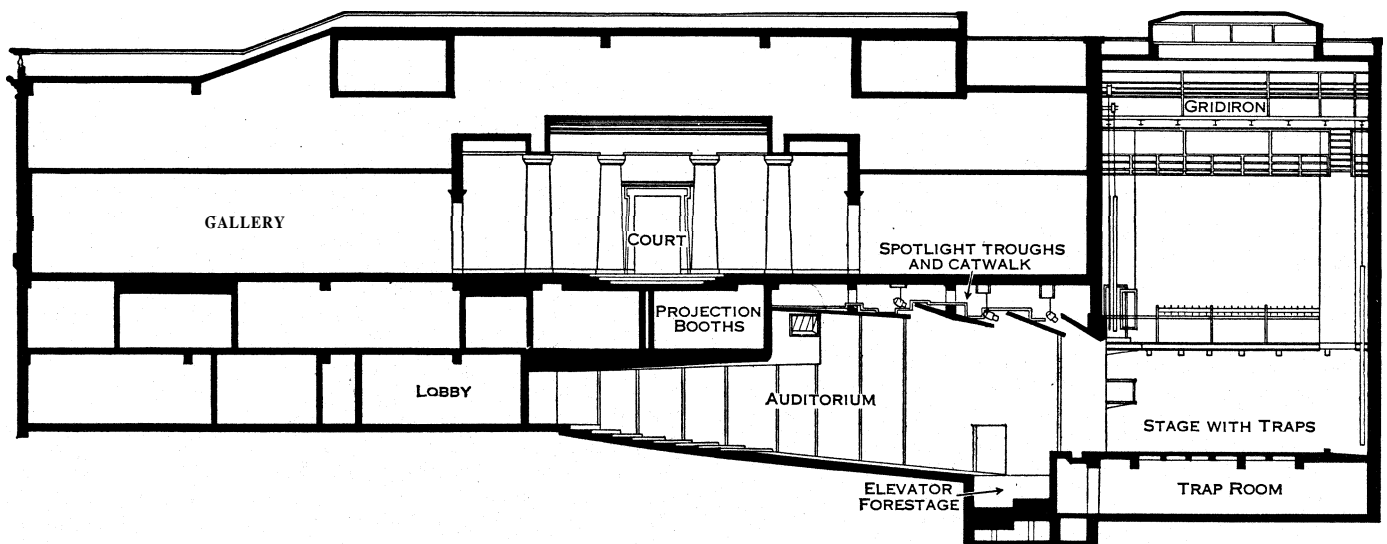 GRIDIRON
GALLERY
COURT
SPOTLIGHT TROUGHS
AND CATWALK
PROJECTION
BOOTHS
LOBBY
AUDITORIUM
STAGE WITH TRAPS
ELEVATOR
FORESTAGE
TRAP ROOM